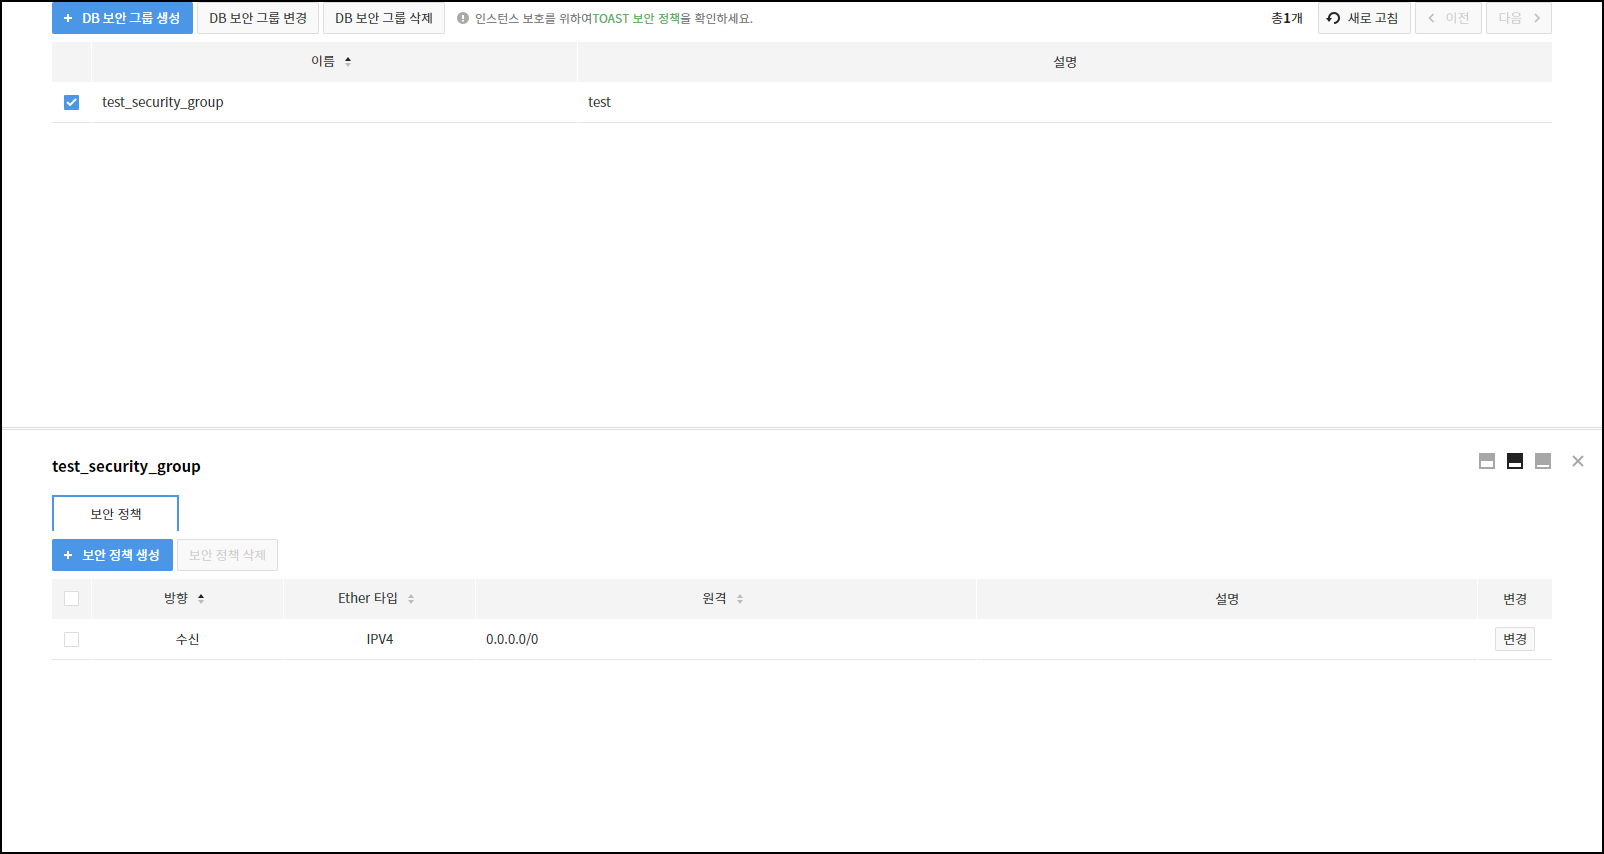 + DB 보안 그룹 생성 DB 보안 그룹 변경 DB 보안 그룹 삭제 인스턴스 보호를 위하여TOAST 보안 정책을 확인하세요. 총1개 새로 고침 이전 다음
이름 설명
test_security_group test
test_security_group
보안 정책
+ 보안 정책 생성 보안 정책 삭제
방향 Ether 타입 원격 설명 변경
수신 IPV4 0.0.0.0/0 변경